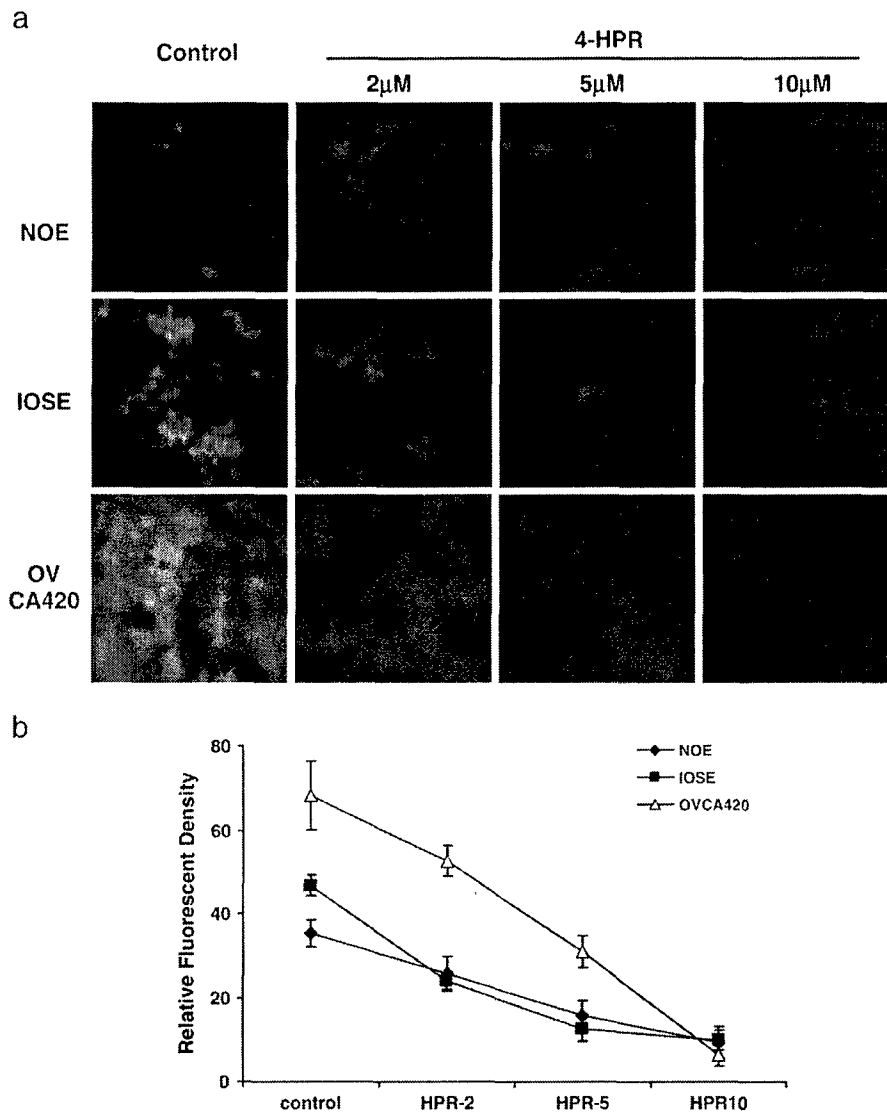 a
Control
4-HPR
2µM 5µM 10µM
NOE
IOSE
OV
CA420
b
Relative Fluorescent Density
80
60
40
20
0
control HPR-2 HPR-5 HPR10
NOE
IOSE
OVCA420